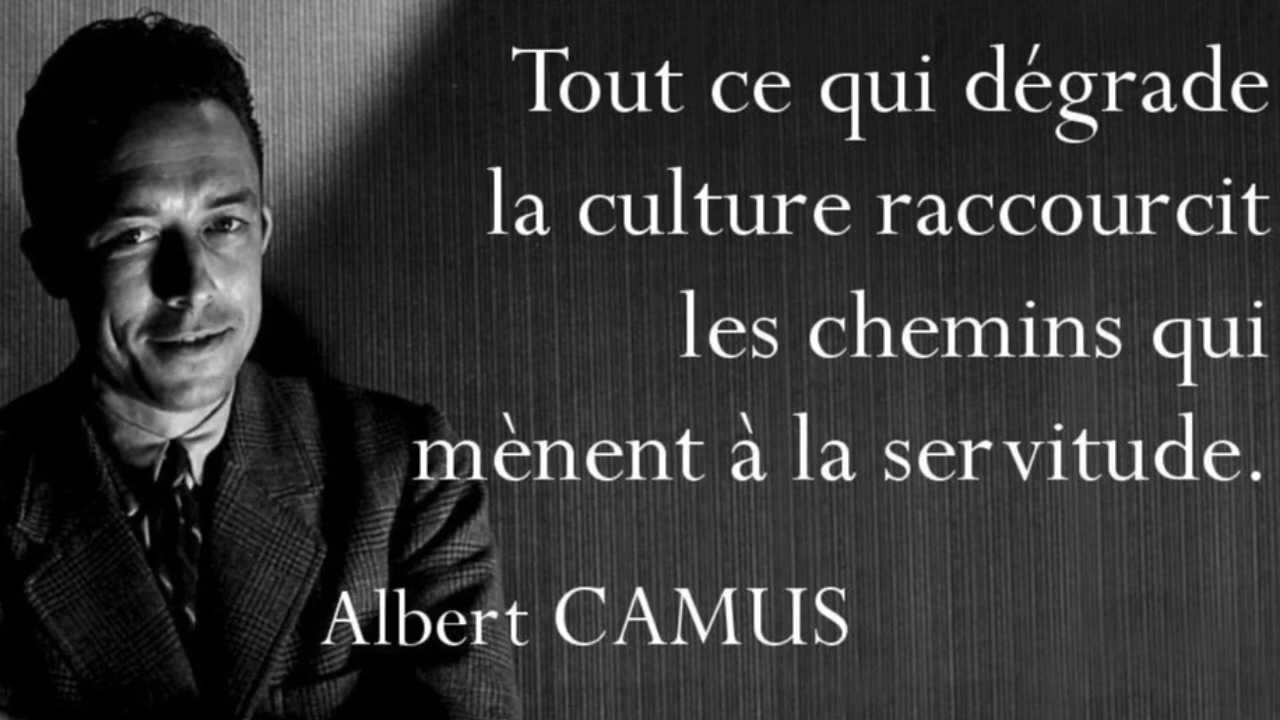 Tout ce qui dégrade
la culture raccourcit
les chemins qui
mènent à la servitude.
Albert CAMUS